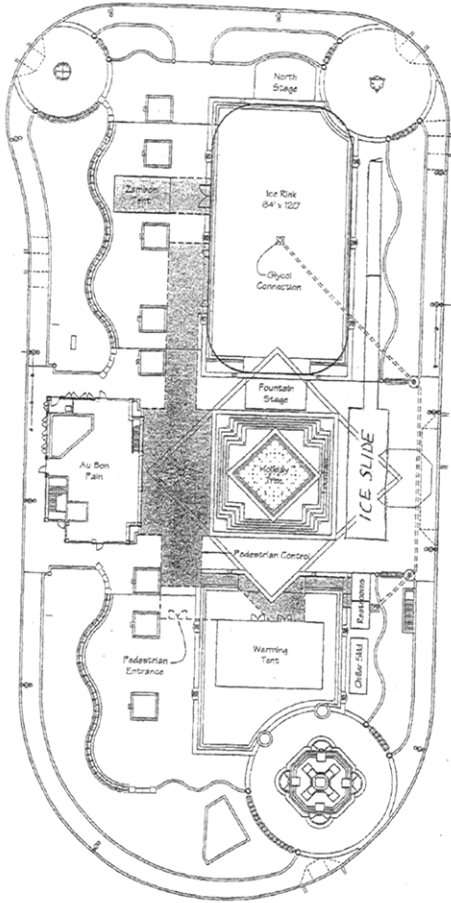 North
Stage
Zamboni
Tent
Ice Rink
84' x 120'
Glycol
Connection
Fountain
Stage
Au Bon
Pain
Holiday
Tree
ICE SLIDE
Pedestrian Control
Restrooms
Pedestrian
Entrance
Warming
Tent
Chiller Skid